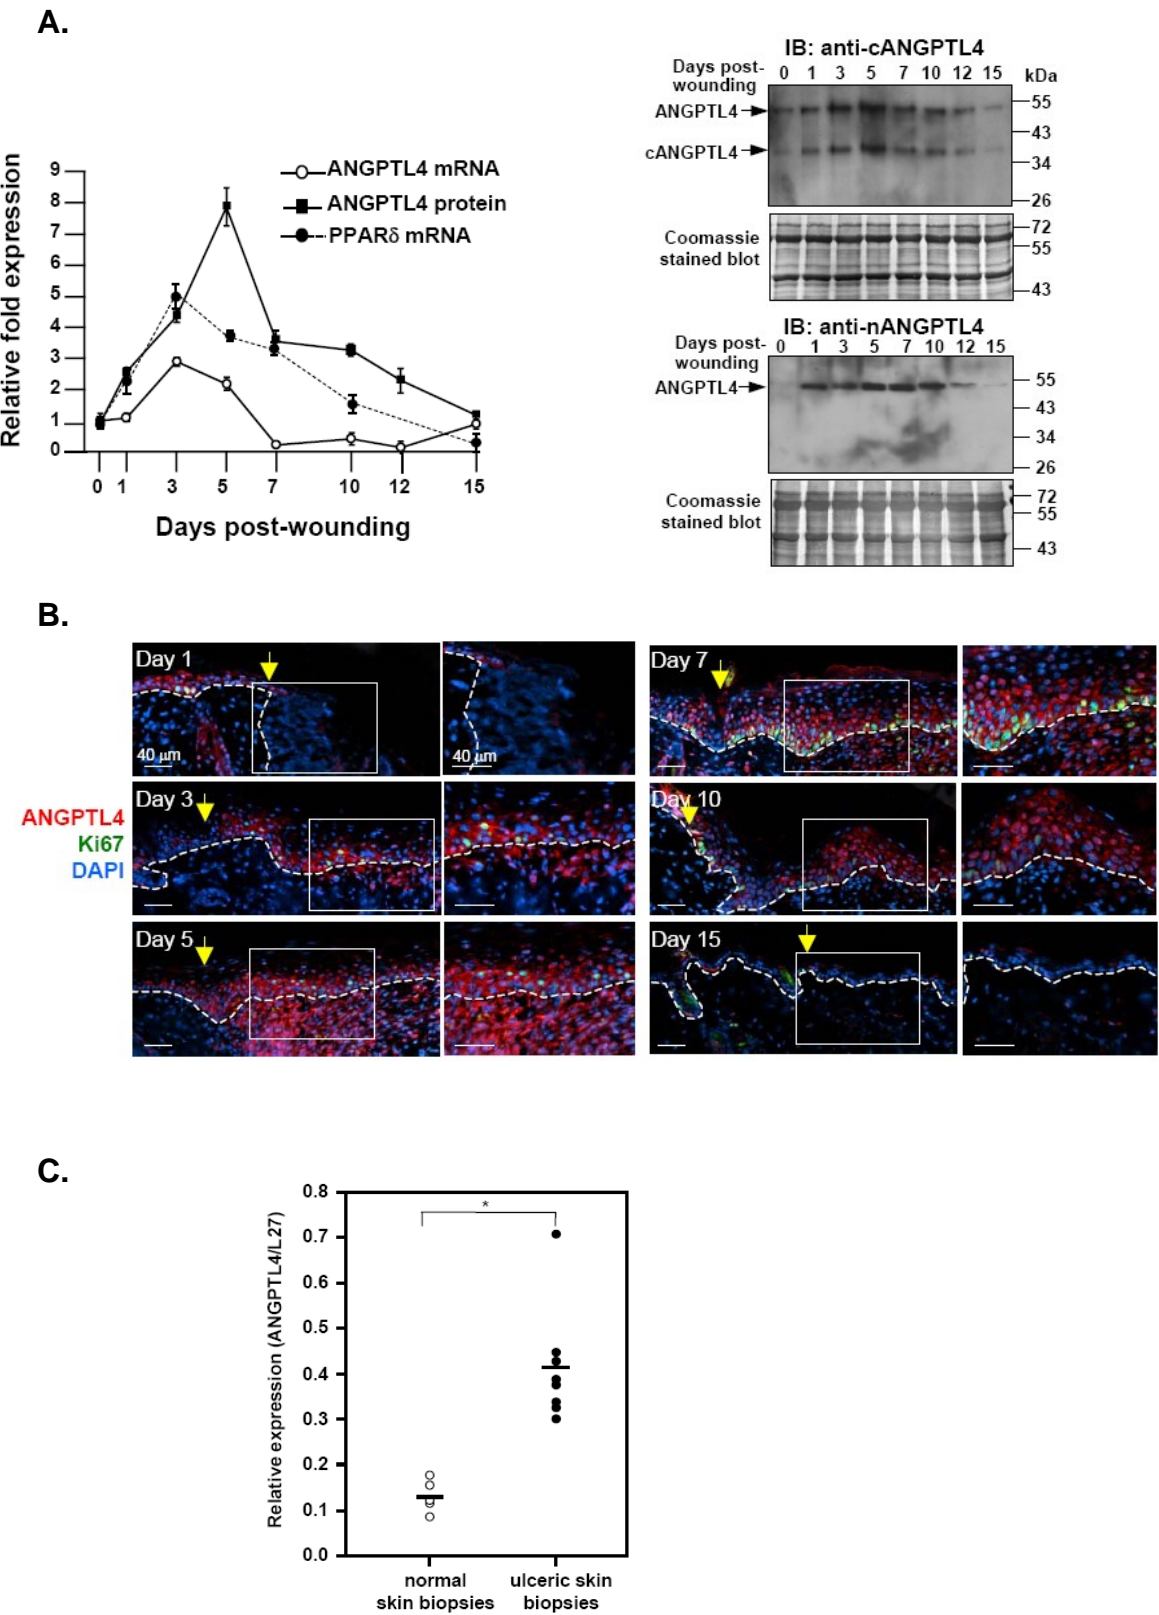 A.
Relative fold expression
9
8
7
6
5
4
3
2
1
0
ANGPTL4 mRNA
ANGPTL4 protein
PPARδ mRNA
0 1 3 5 7 10 12 15
Days post-wounding
IB: anti-cANGPTL4
Days post-
wounding
0 1 3 5 7 10 12 15
kDa
ANGPTL4
cANGPTL4
55
43
34
26
Coomassie
stained blot
72
55
43
IB: anti-nANGPTL4
Days post-
wounding
0 1 3 5 7 10 12 15
ANGPTL4
55
43
34
26
Coomassie
stained blot
72
55
43
B.
ANGPTL4
Ki67
DAPI
Day 1
40 µm
40 µm
Day 3
Day 5
Day 7
Day 10
Day 15
C.
Relative expression (ANGPTL4/L27)
0.8
0.7
0.6
0.5
0.4
0.3
0.2
0.1
0.0
*
normal
skin biopsies
ulceric skin
biopsies